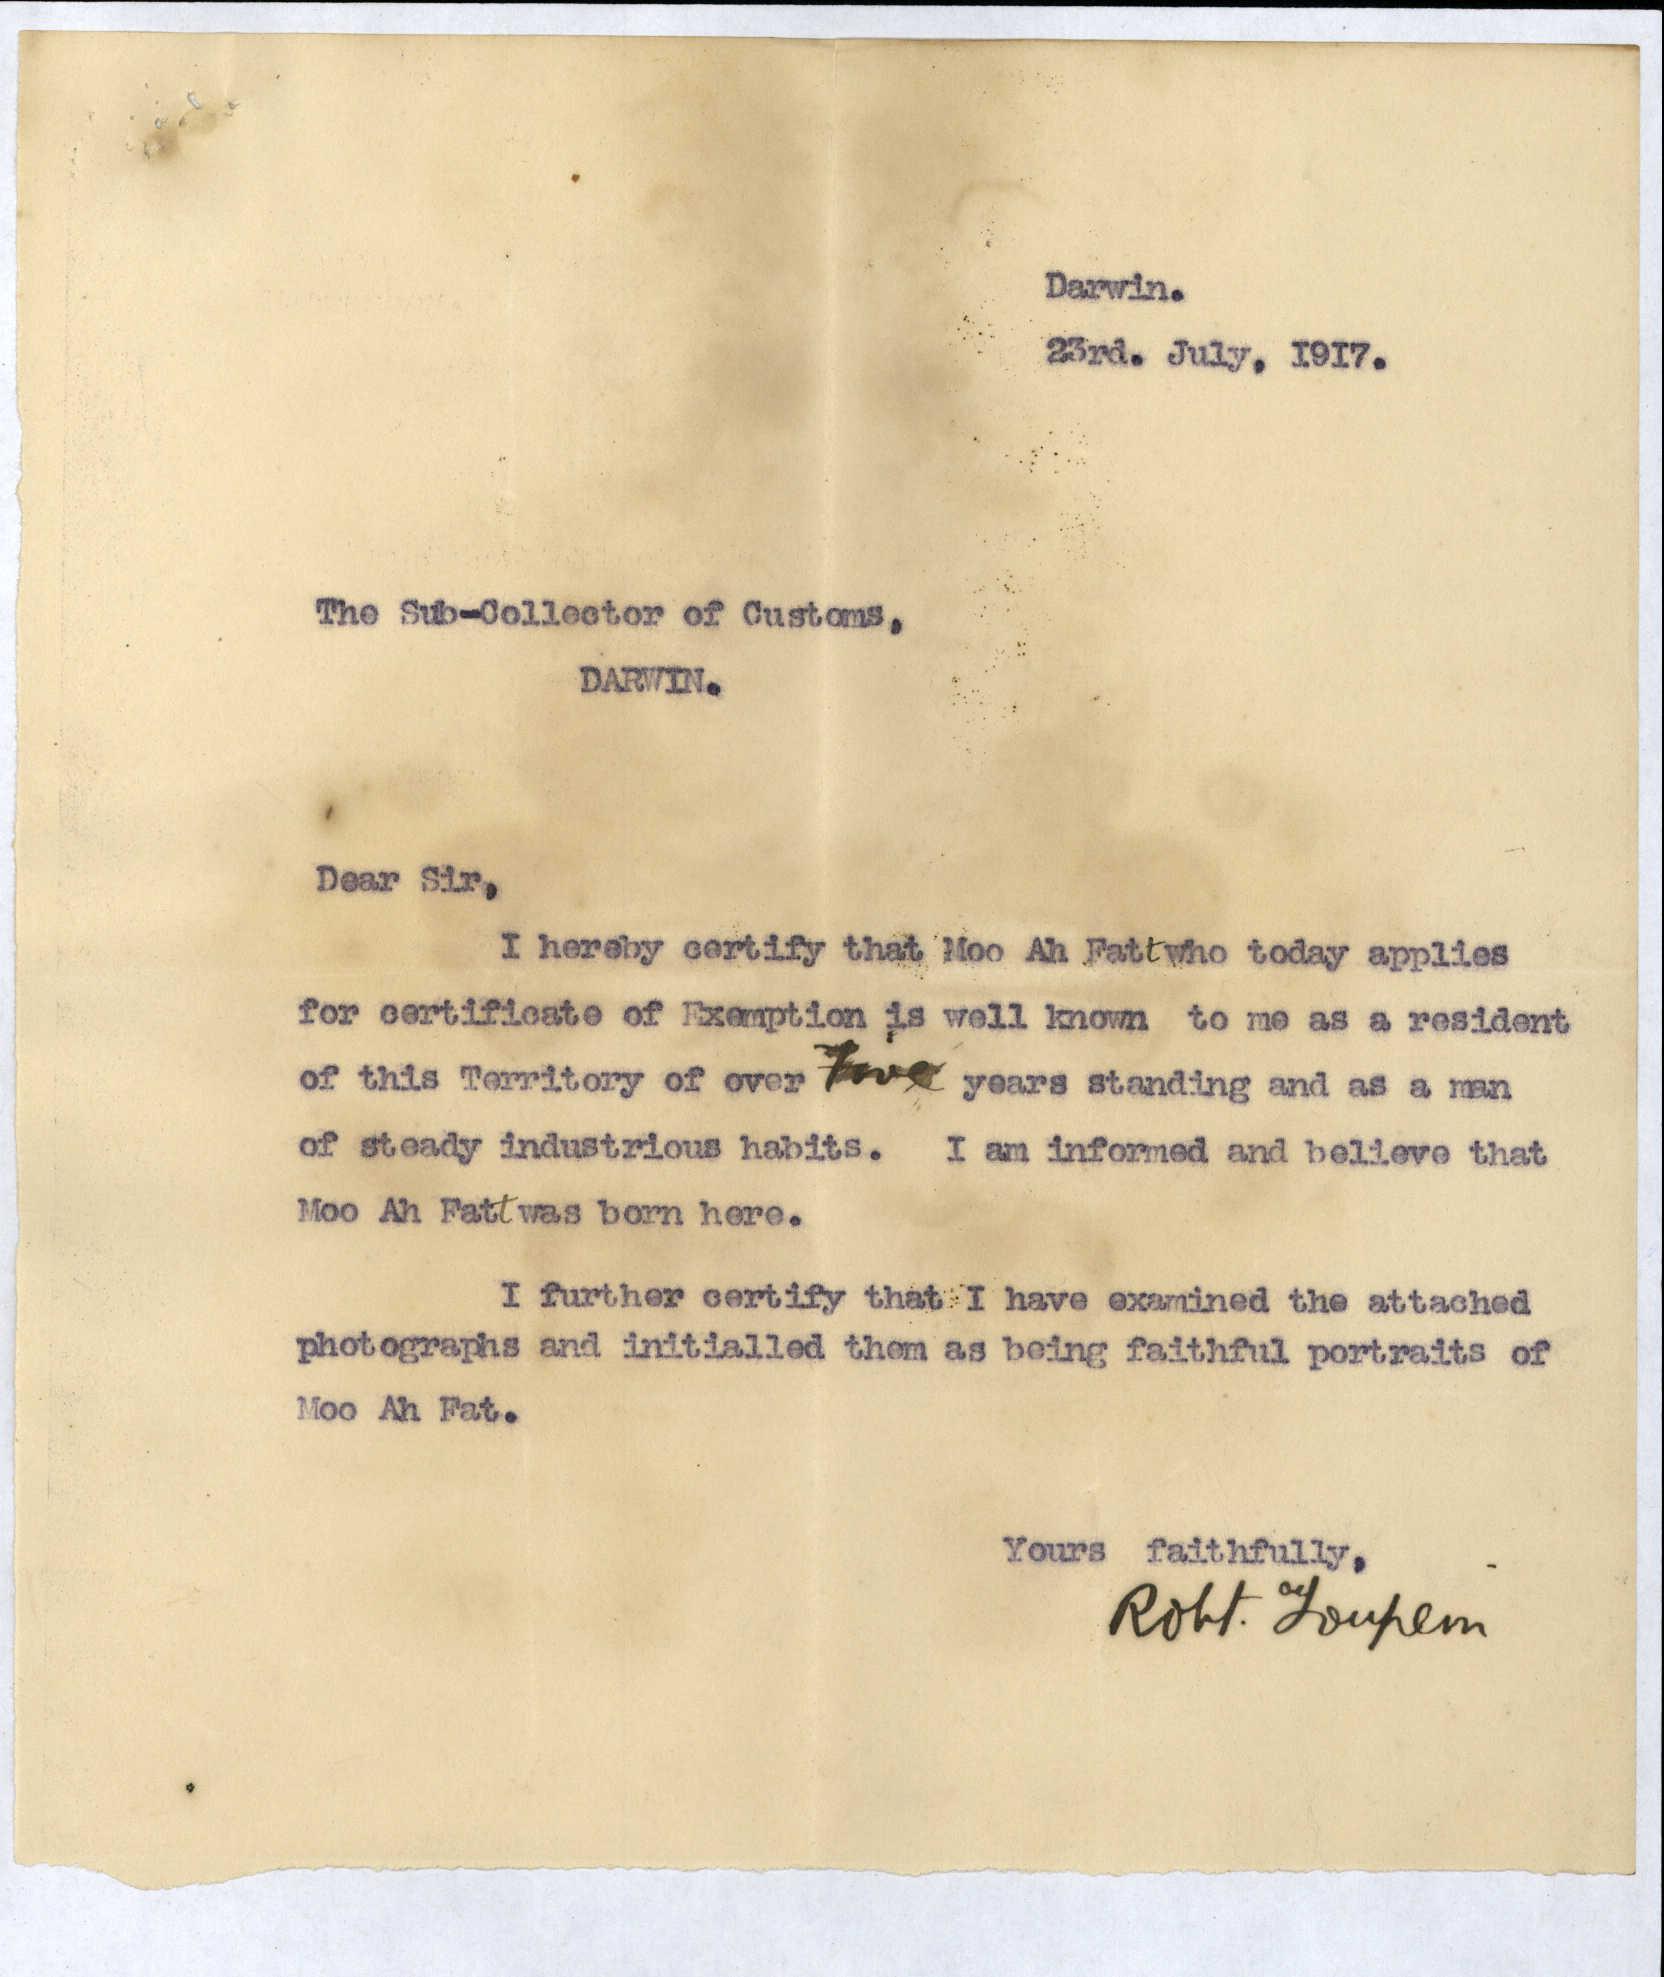 Darwin.
23rd. July, 1917.
The Sub-Collector of Customs,
DARWIN.
Dear Sir,
I hereby certify that Moo Ah Fatt who today applies
for certificate of Exemption is well known to me as a resident
of this Territory of over five years standing and as a man
of steady industrious habits. I am informed and believe that
Moo Ah Fatt was born here.
I further certify that I have examined the attached
photographs and initialled them as being faithful portraits of
Moo Ah Fat.
Yours faithfully,
Robt.